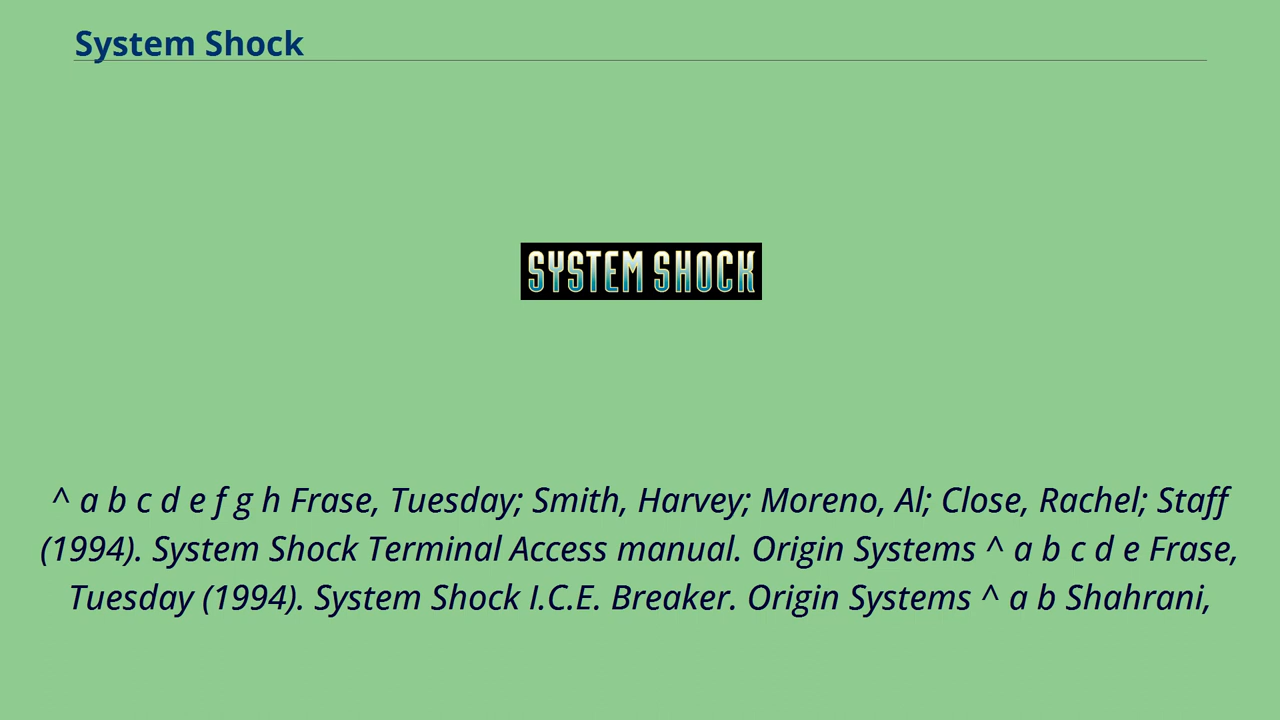 System Shock
SYSTEM SHOCK
^ a b c d e f g h Frase, Tuesday; Smith, Harvey; Moreno, Al; Close, Rachel; Staff
(1994). System Shock Terminal Access manual. Origin Systems ^ a b c d e Frase,
Tuesday (1994). System Shock I.C.E. Breaker. Origin Systems ^ a b Shahrani,